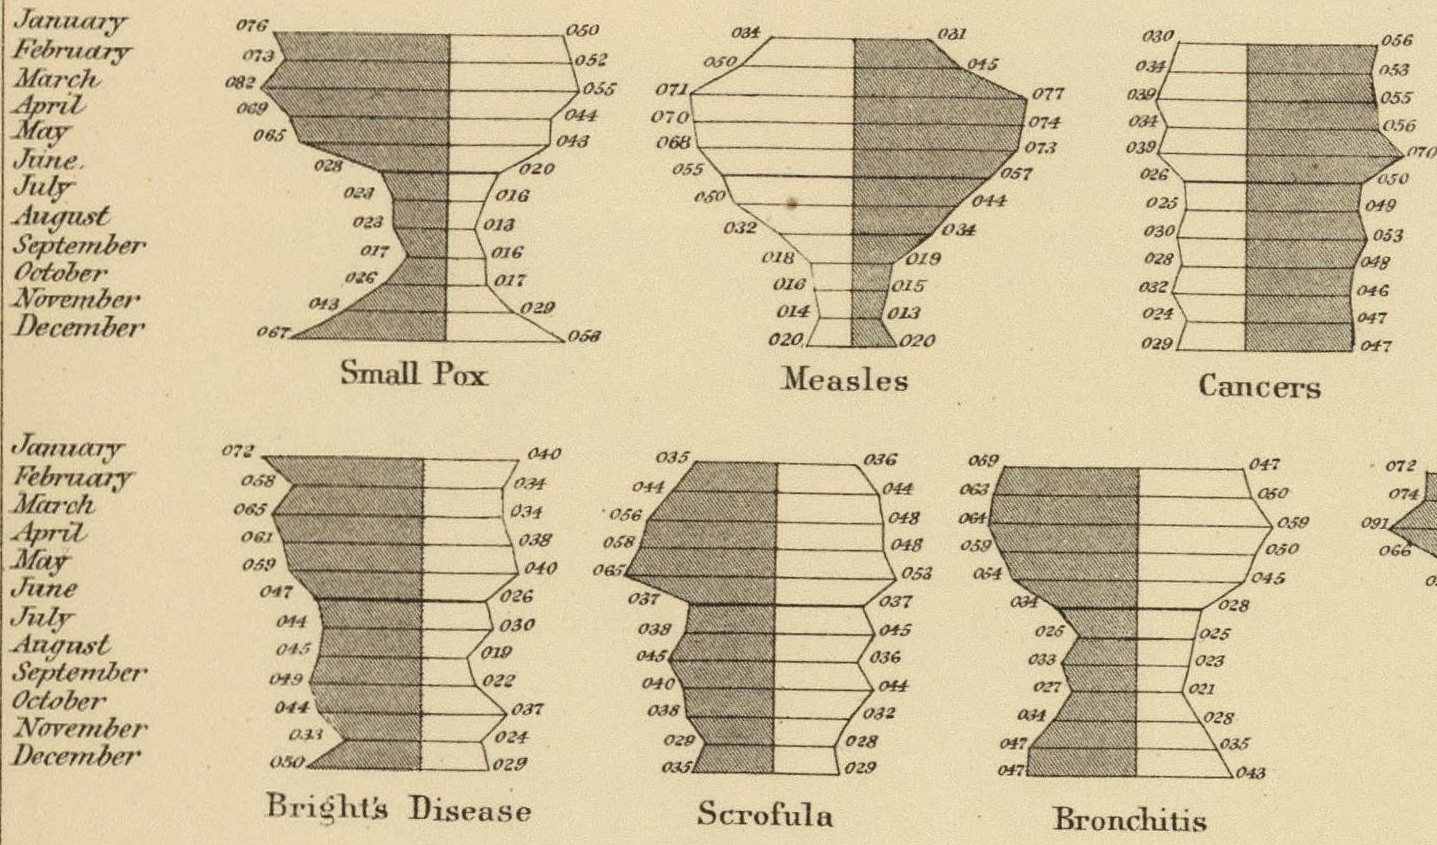 January 076 050 034 031 030 056
February 073 052 050 045 034 053
March 082 055 071 077 039 055
April 069 044 070 074 034 056
May 065 043 068 073 039 070
June. 028 020 055 057 026 050
July 023 016 050 044 025 049
August 023 013 032 034 030 053
September 017 016 018 019 028 048
October 026 017 016 015 032 046
November 043 029 014 013 024 047
December 067 058 020 020 029 047
Small Pox Measles Cancers
January 072 040 035 036 059 047 072
February 058 034 044 044 063 050 074
March 065 034 056 048 064 059 091
April 061 038 058 048 059 050 066
May 059 040 065 053 054 045
June 047 026 037 037 034 028
July 044 030 038 045 025 025
August 045 019 045 036 033 023
September 049 022 040 044 027 021
October 044 037 038 032 034 028
November 033 024 029 028 047 035
December 050 029 035 029 047 043
Bright's Disease Scrofula Bronchitis